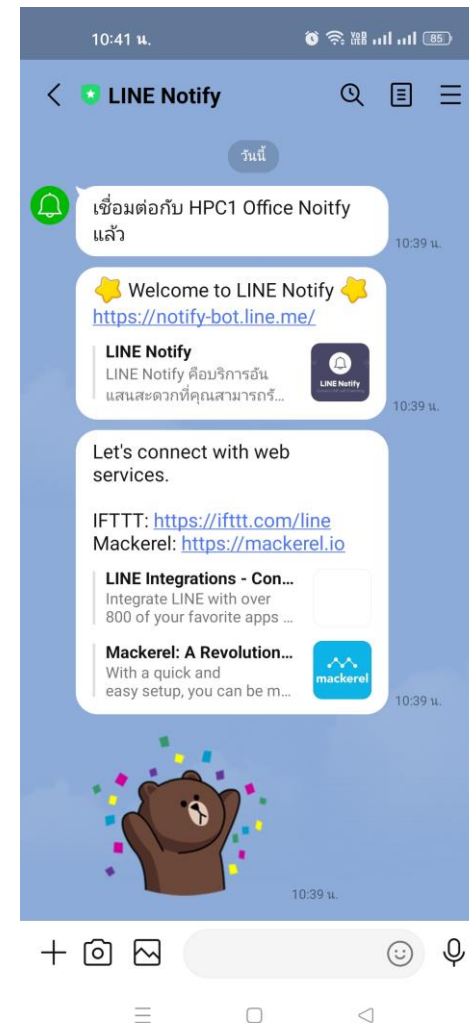 10:41 น.
85
LINE Notify
วันนี้
เชื่อมต่อกับ HPC1 Office Noitfy
แล้ว
10:39 น.
Welcome to LINE Notify
https://notify-bot.line.me/
LINE Notify
LINE Notify คือบริการอัน
แสนสะดวกที่คุณสามารถรั...
LINE Notify
10:39 น.
Let's connect with web
services.
IFTTT: https://ifttt.com/line
Mackerel: https://mackerel.io
LINE Integrations - Con...
Integrate LINE with over
800 of your favorite apps ...
Mackerel: A Revolution...
With a quick and
easy setup, you can be m...
mackerel
10:39 น.
10:39 น.